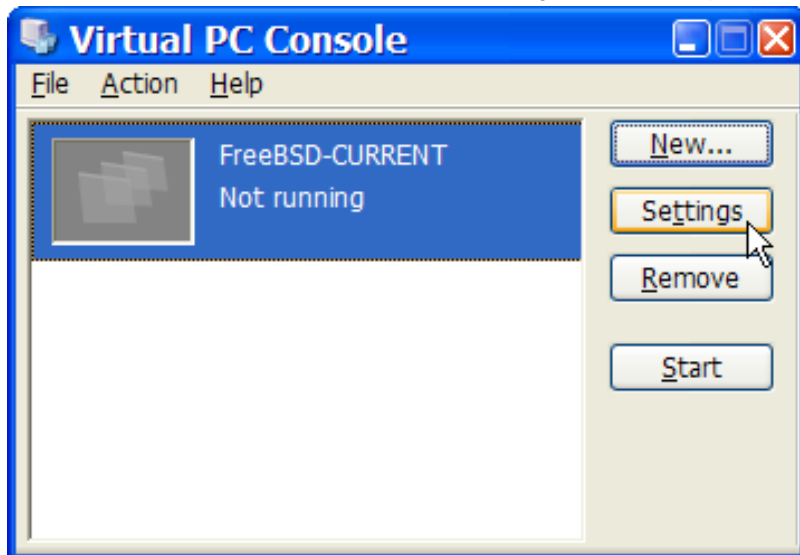 Virtual PC Console
File Action Help
FreeBSD-CURRENT
Not running
New...
Settings
Remove
Start